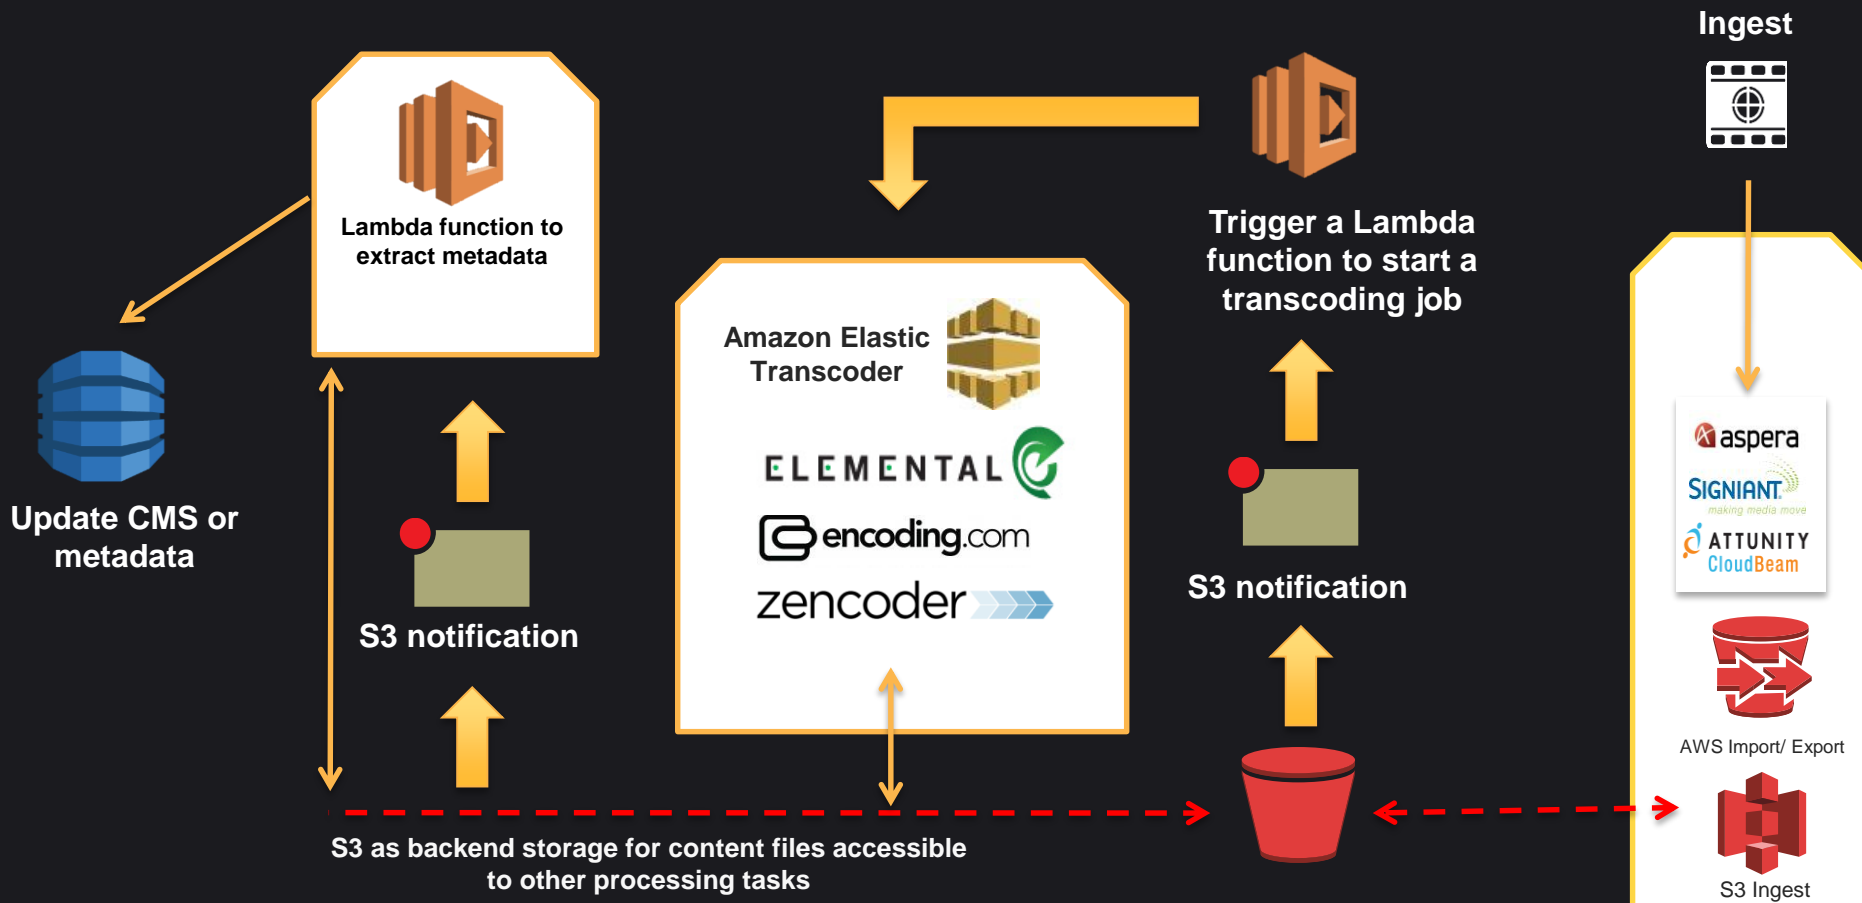 Ingest
Lambda function to
extract metadata
Trigger a Lambda
function to start a
transcoding job
Amazon Elastic
Transcoder
ELEMENTAL
encoding.com
zencoder
Update CMS or
metadata
S3 notification
S3 notification
aspera
SIGNIANT
making media move
ATTUNITY
CloudBeam
AWS Import/ Export
S3 Ingest
S3 as backend storage for content files accessible
to other processing tasks